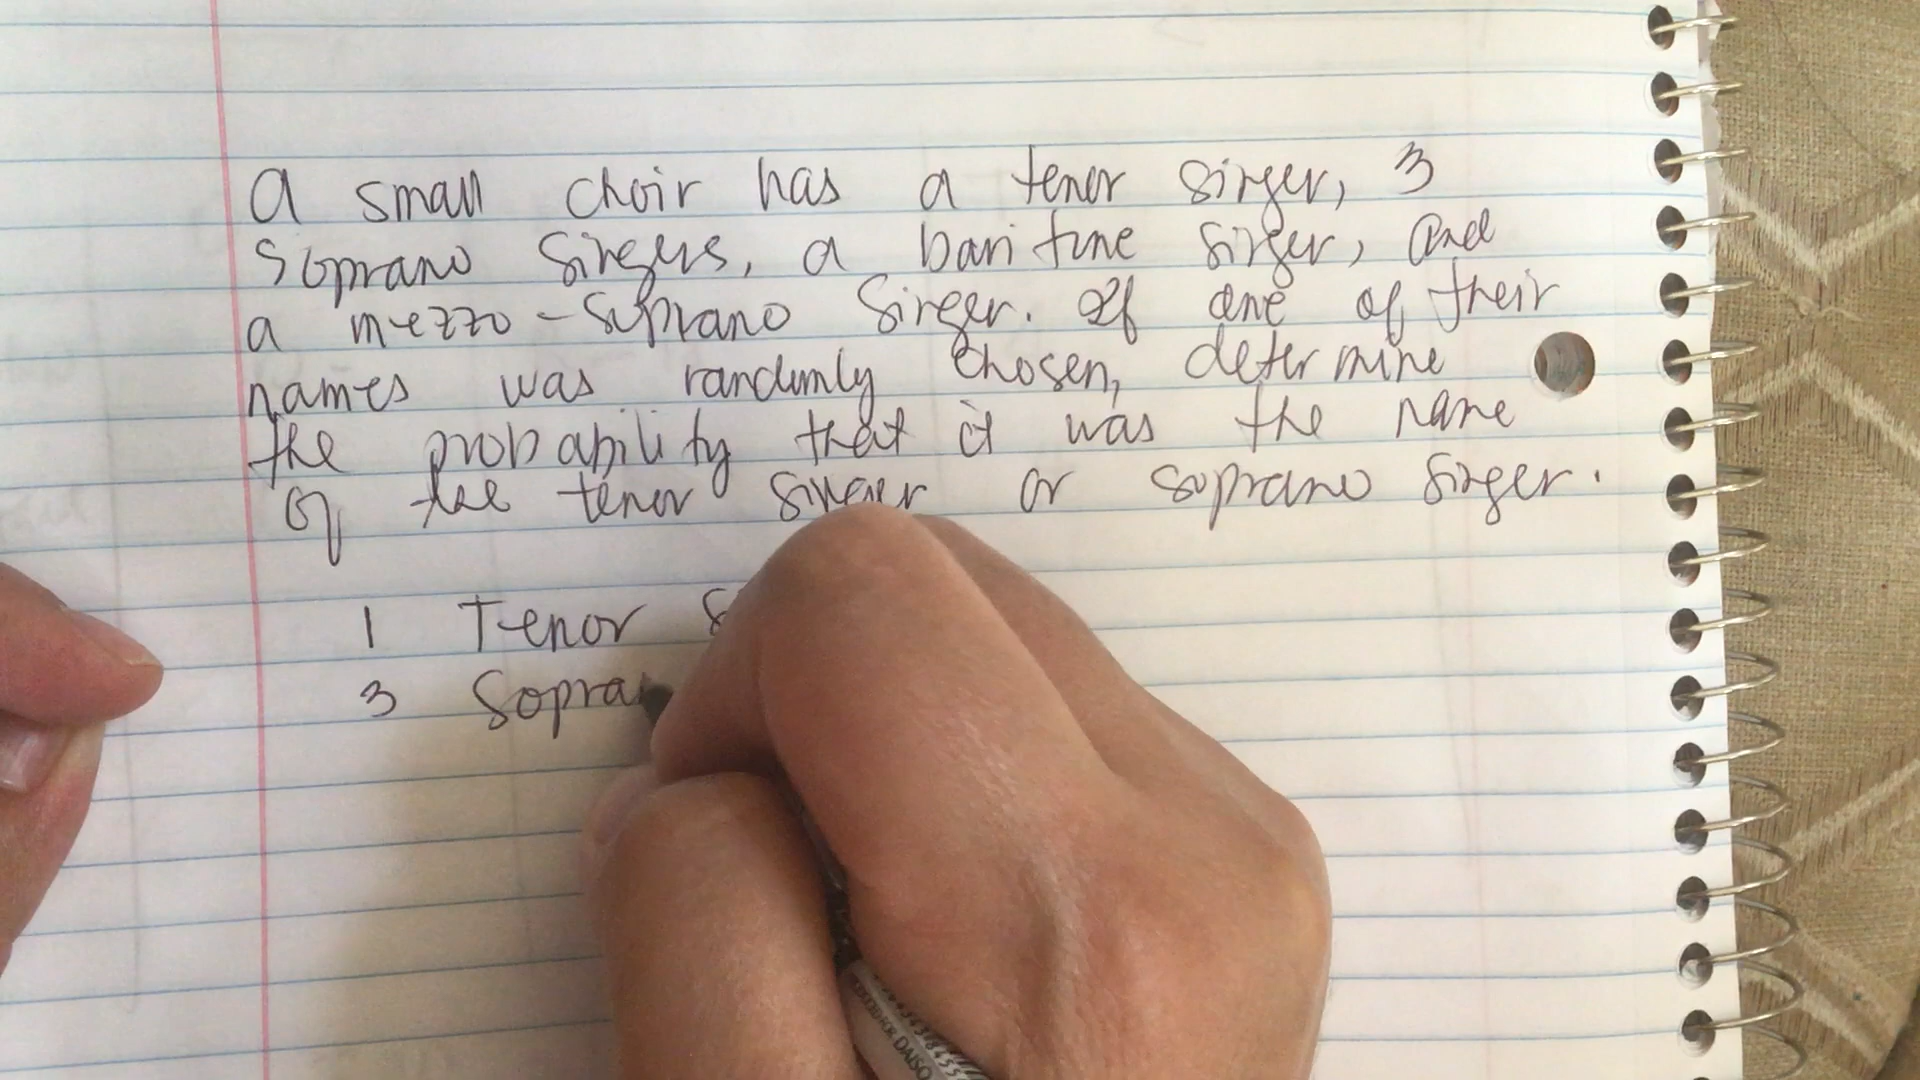 A small choir has a tenor singer, 3
soprano singers, a baritone singer, and
a mezzo-soprano singer. If one of their
names was randomly chosen, determine
the probability that it was the name
of the tenor singer or soprano singer.
1 Tenor S
3 Sopra
DAISO